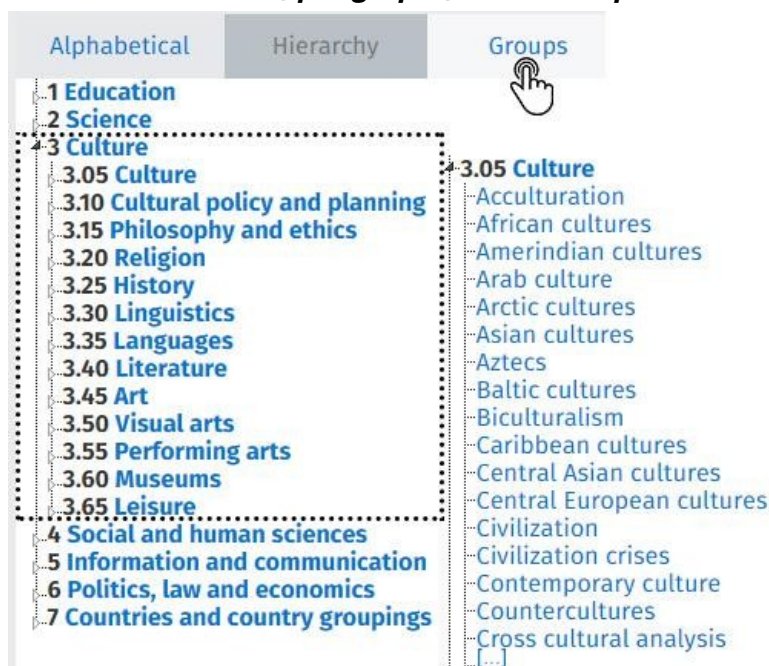 Alphabetical Hierarchy Groups
1 Education
2 Science
3 Culture
3.05 Culture
3.10 Cultural policy and planning
3.15 Philosophy and ethics
3.20 Religion
3.25 History
3.30 Linguistics
3.35 Languages
3.40 Literature
3.45 Art
3.50 Visual arts
3.55 Performing arts
3.60 Museums
3.65 Leisure
4 Social and human sciences
5 Information and communication
6 Politics, law and economics
7 Countries and country groupings
3.05 Culture
Acculturation
African cultures
Amerindian cultures
Arab culture
Arctic cultures
Asian cultures
Aztecs
Baltic cultures
Biculturalism
Caribbean cultures
Central Asian cultures
Central European cultures
Civilization
Civilization crises
Contemporary culture
Countercultures
Cross cultural analysis
[...]